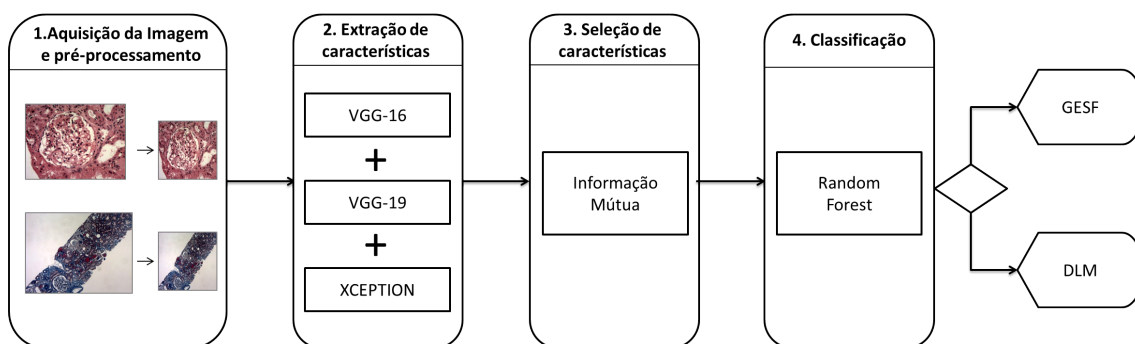 1.Aquisição da Imagem
e pré-processamento
2. Extração de
características
VGG-16
+
VGG-19
+
XCEPTION
3. Seleção de
características
Informação
Mútua
4. Classificação
Random
Forest
GESF
DLM